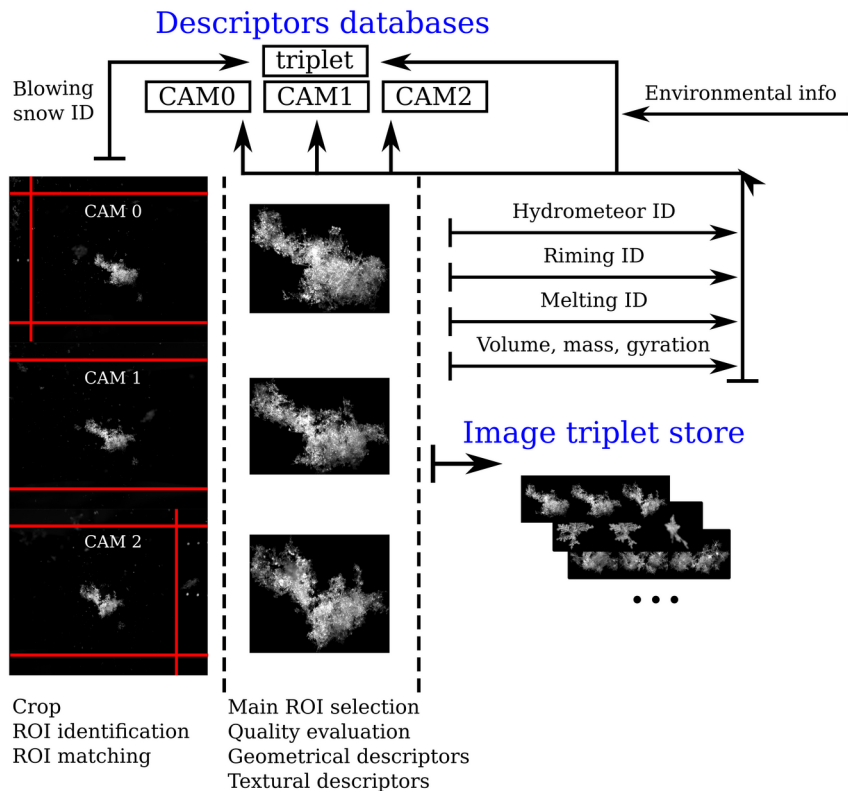 Descriptors databases
triplet
CAM0
CAM1
CAM2
Blowing
snow ID
Environmental info
CAM 0
CAM 1
CAM 2
Hydrometeor ID
Riming ID
Melting ID
Volume, mass, gyration
Image triplet store
Crop
ROI identification
ROI matching
Main ROI selection
Quality evaluation
Geometrical descriptors
Textural descriptors